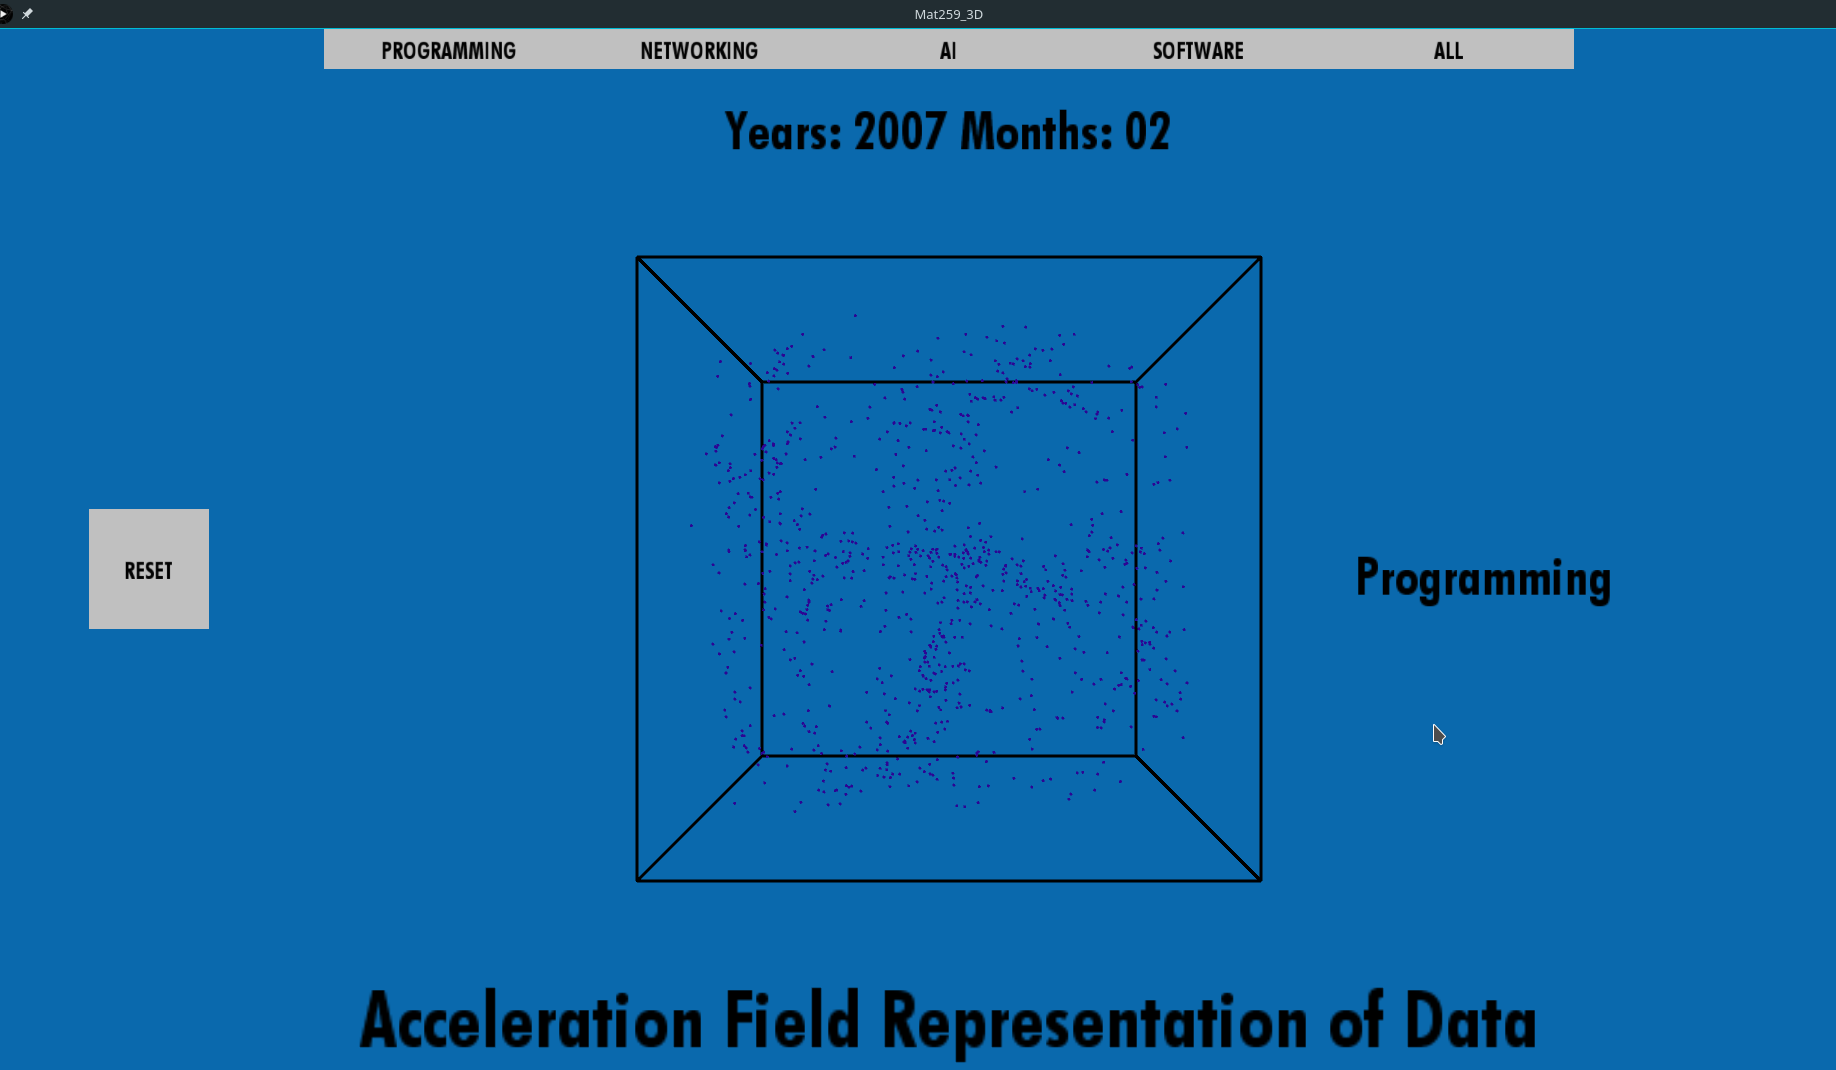 Mat259_3D
PROGRAMMING NETWORKING AI SOFTWARE ALL
Years: 2007 Months: 02
RESET
Programming
Acceleration Field Representation of Data